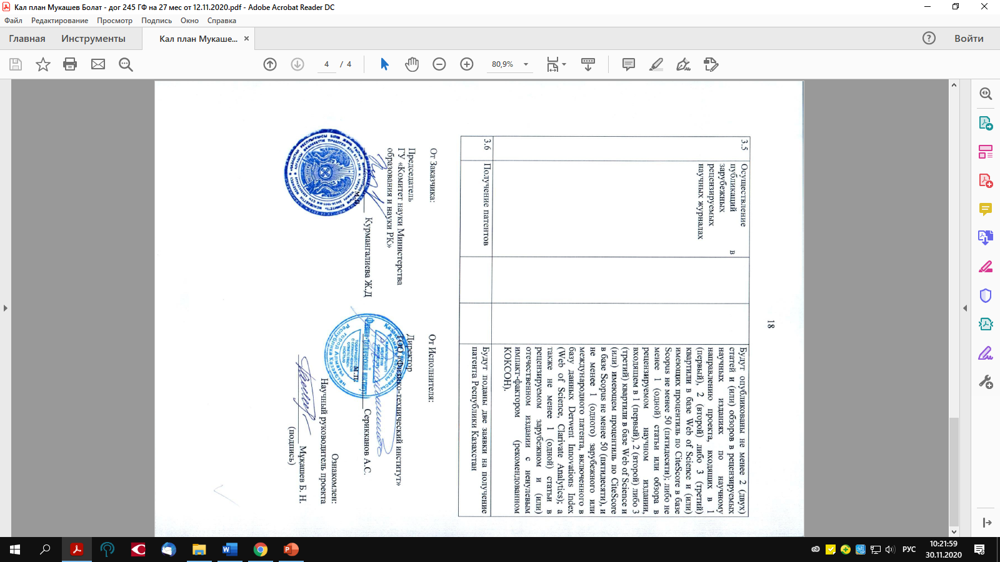 Кал план Мукашев Болат - дог 245 ГФ на 27 мес от 12.11.2020.pdf - Adobe Acrobat Reader DC
Файл Редактирование Просмотр Подпись Окно Справка
Главная Инструменты Кал план Мукаше... × Войти
4 / 4 80,9%
18
3.5 Осуществление публикаций в зарубежных рецензируемых научных журналах
Будут опубликованы не менее 2 (двух)
статей и (или) обзоров в рецензируемых
научных изданиях по научному
направлению проекта, входящих в 1
(первый), 2 (второй) либо 3 (третий)
квартили в базе Web of Science и (или)
имеющих процентиль по CiteScore в базе
Scopus не менее 50 (пятидесяти); либо не
менее 1 (одной) статьи или обзора в
рецензируемом научном издании,
входящем в 1 (первый), 2 (второй) либо 3
(третий) квартили в базе Web of Science и
(или) имеющем процентиль по CiteScore
в базе Scopus не менее 50 (пятидесяти), и
не менее 1 (одного) зарубежного или
международного патента, включенного в
базу данных Derwent Innovations Index
(Web of Science, Clarivate Analytics); а
также не менее 1 (одной) статьи в
рецензируемом зарубежном и (или)
отечественном издании с ненулевым
импакт-фактором (рекомендованном
КОКСОН).
3.6 Получение патентов
Будут поданы две заявки на получение
патента Республики Казахстан
От Заказчика:
Председатель
ГУ «Комитет науки Министерства
образования и науки РК»
Курмангалиева Ж.Д
От Исполнителя:
Директор
ТОО «Физико-технический институт»
Серикканов А.С.
М.П.
Ознакомлен:
Научный руководитель проекта
Мукашев Б. Н.
(подпись)
РУС
10:21:59
30.11.2020